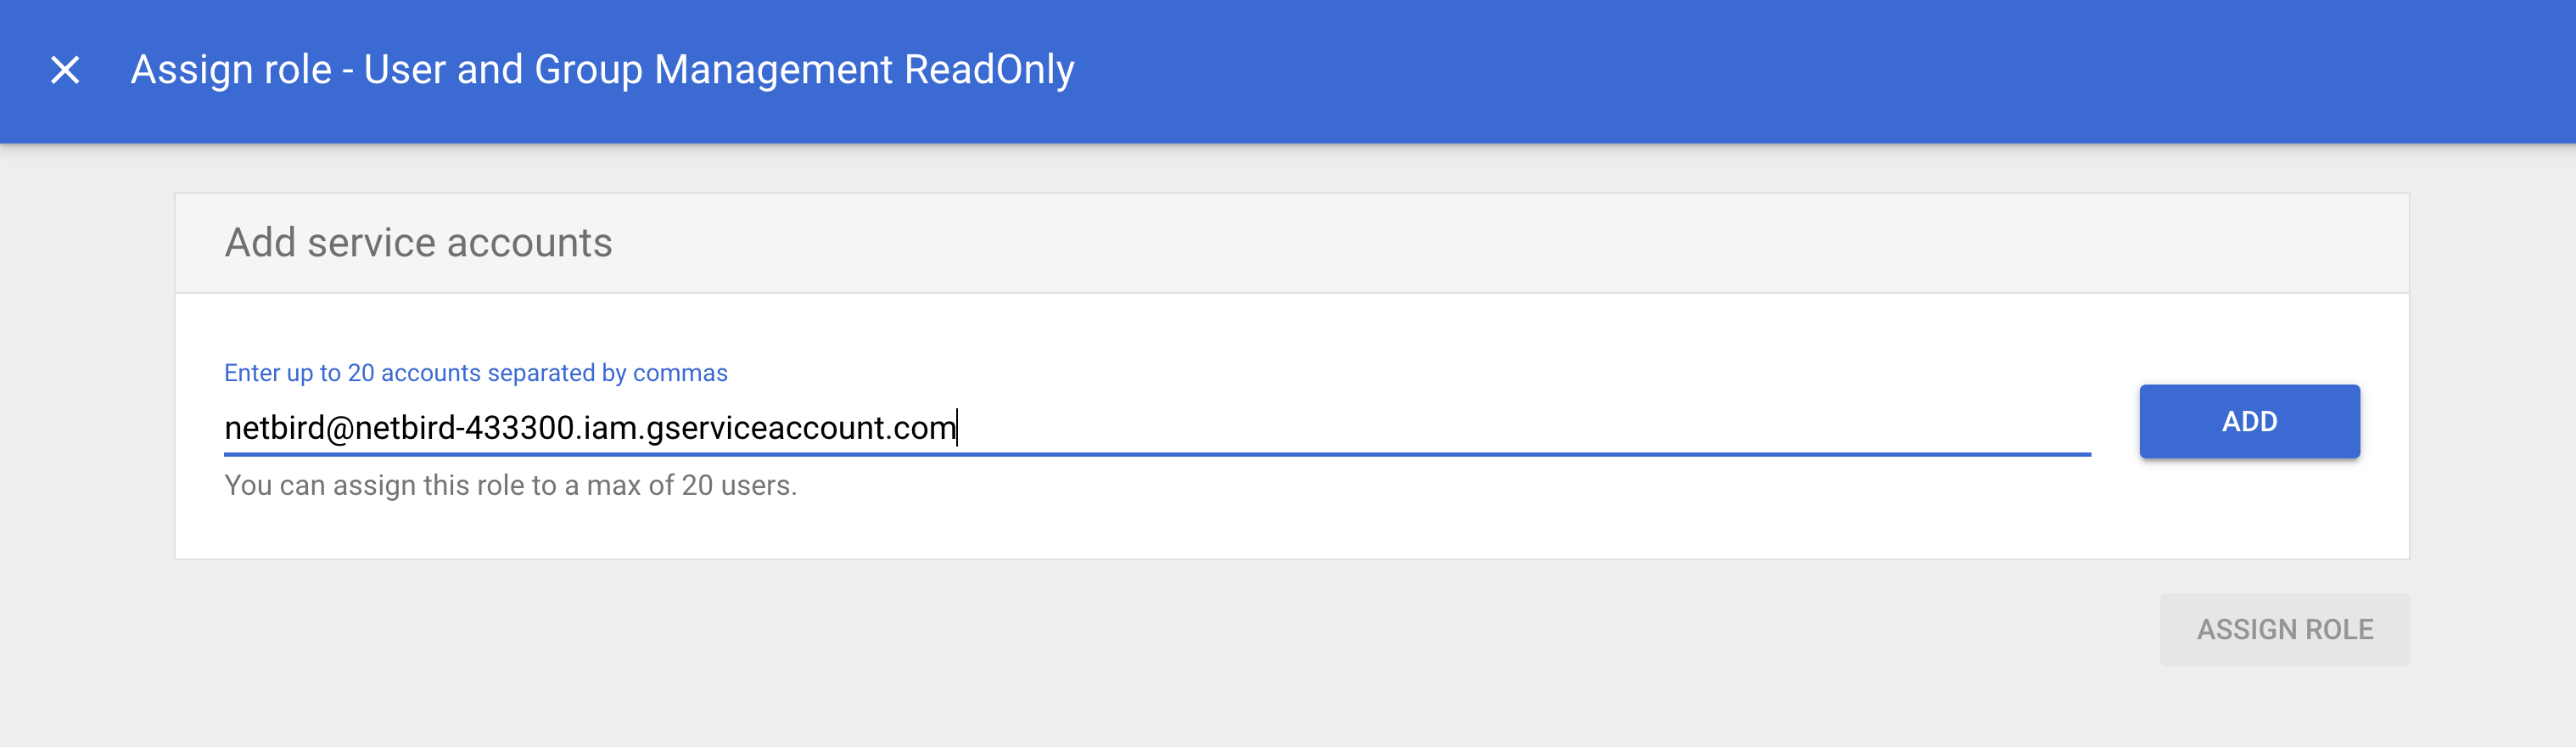 Assign role - User and Group Management ReadOnly
Add service accounts
Enter up to 20 accounts separated by commas
netbird@netbird-433300.iam.gserviceaccount.com
ADD
You can assign this role to a max of 20 users.
ASSIGN ROLE